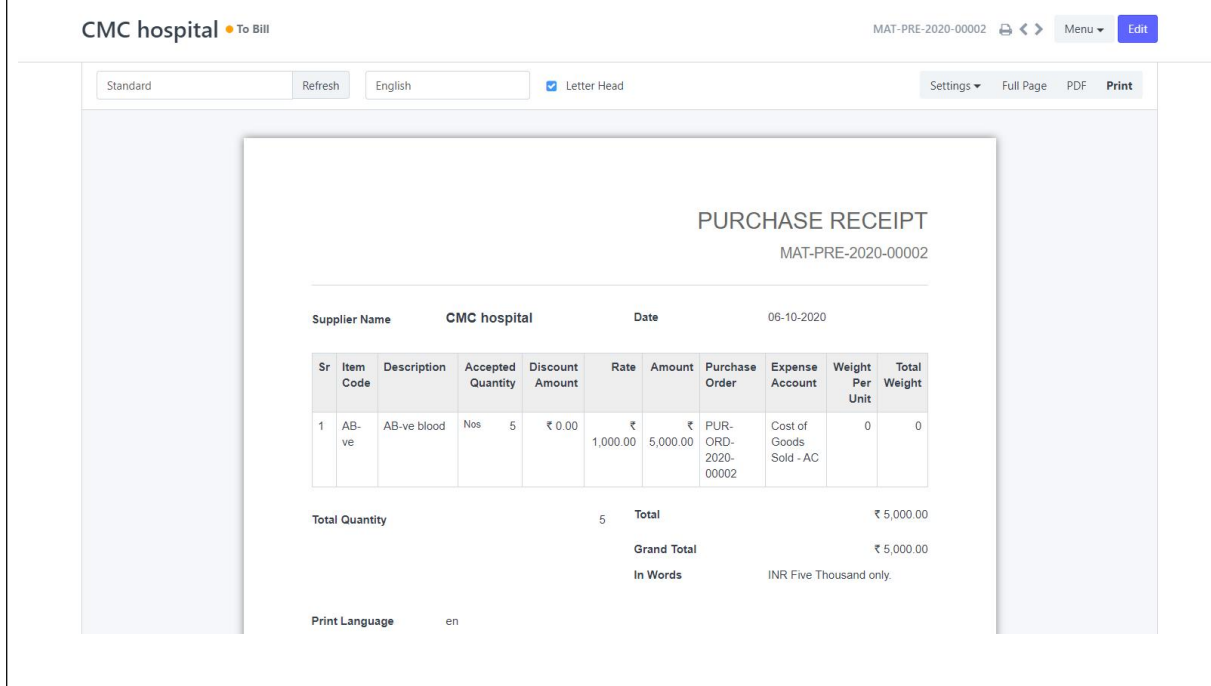 CMC hospital To Bill MAT-PRE-2020-00002 Menu Edit
Standard Refresh English Letter Head Settings Full Page PDF Print
PURCHASE RECEIPT
MAT-PRE-2020-00002
Supplier Name CMC hospital Date 06-10-2020
Sr Item Description Accepted Discount Rate Amount Purchase Expense Weight Total
Code Quantity Amount Order Account Per Weight
Unit
1 AB- AB-ve blood Nos 5 ₹ 0.00 ₹ ₹ PUR- Cost of 0 0
ve 1,000.00 5,000.00 ORD- Goods
2020- Sold - AC
00002
Total Quantity 5 Total ₹ 5,000.00
Grand Total ₹ 5,000.00
In Words INR Five Thousand only.
Print Language en